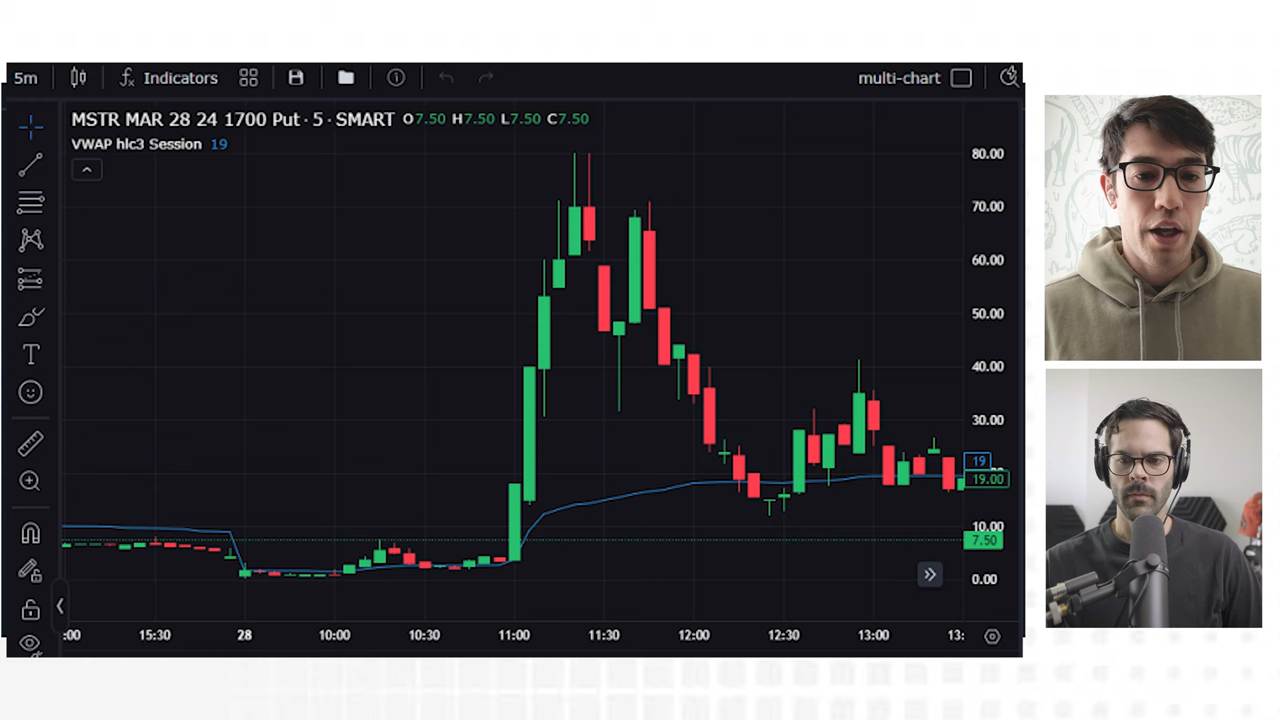 5m Indicators multi-chart
MSTR MAR 28 24 1700 Put · 5 · SMART O7.50 H7.50 L7.50 C7.50
VWAP hlc3 Session 19
80.00
70.00
60.00
50.00
40.00
30.00
19
19.00
10.00
7.50
0.00
:00 15:30 28 10:00 10:30 11:00 11:30 12:00 12:30 13:00 13: